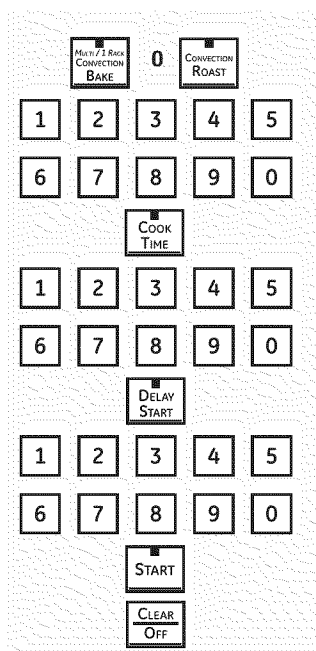 MULTI / 1 RACK
CONVECTION
BAKE
0
CONVECTION
ROAST
1 2 3 4 5
6 7 8 9 0
COOK
TIME
1 2 3 4 5
6 7 8 9 0
DELAY
START
1 2 3 4 5
6 7 8 9 0
START
CLEAR
OFF